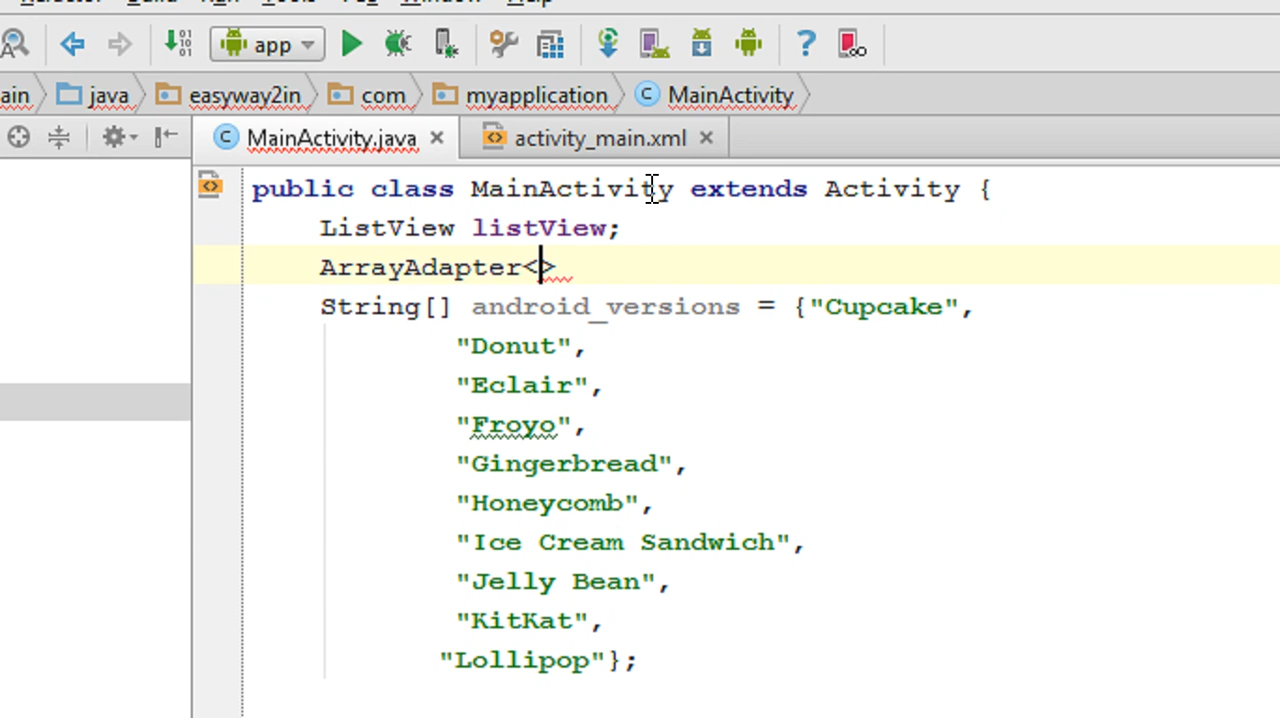 app
ain java easyway2in com myapplication MainActivity
MainActivity.java activity_main.xml
public class MainActivity extends Activity {
ListView listView;
ArrayAdapter<>
String[] android_versions = {"Cupcake",
"Donut",
"Eclair",
"Froyo",
"Gingerbread",
"Honeycomb",
"Ice Cream Sandwich",
"Jelly Bean",
"KitKat",
"Lollipop"};